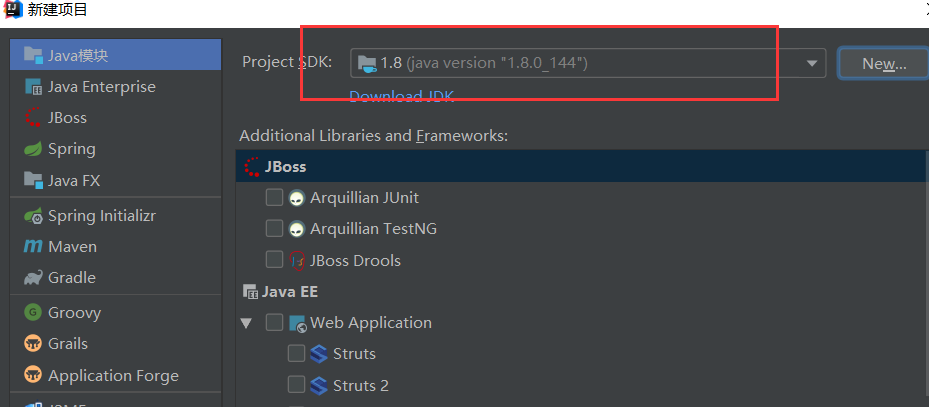 新建项目
Java模块
Java Enterprise
JBoss
Spring
Java FX
Spring Initializr
Maven
Gradle
Groovy
Grails
Application Forge
Project SDK:
1.8 (java version "1.8.0_144")
New...
Download JDK
Additional Libraries and Frameworks:
JBoss
Arquillian JUnit
Arquillian TestNG
JBoss Drools
Java EE
Web Application
Struts
Struts 2